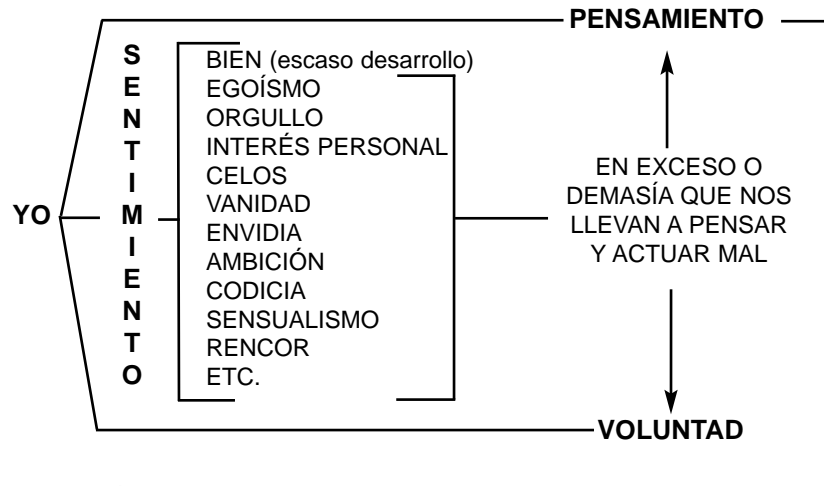 PENSAMIENTO
YO
SENTIMIENTO
BIEN (escaso desarrollo)
EGOÍSMO
ORGULLO
INTERÉS PERSONAL
CELOS
VANIDAD
ENVIDIA
AMBICIÓN
CODICIA
SENSUALISMO
RENCOR
ETC.
EN EXCESO O
DEMASÍA QUE NOS
LLEVAN A PENSAR
Y ACTUAR MAL
VOLUNTAD